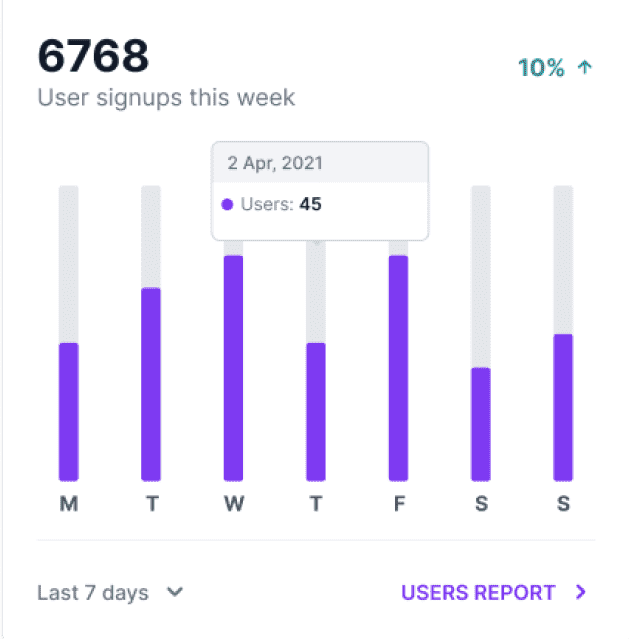 6768
10%
User signups this week
2 Apr, 2021
Users: 45
M T W T F S S
Last 7 days
USERS REPORT